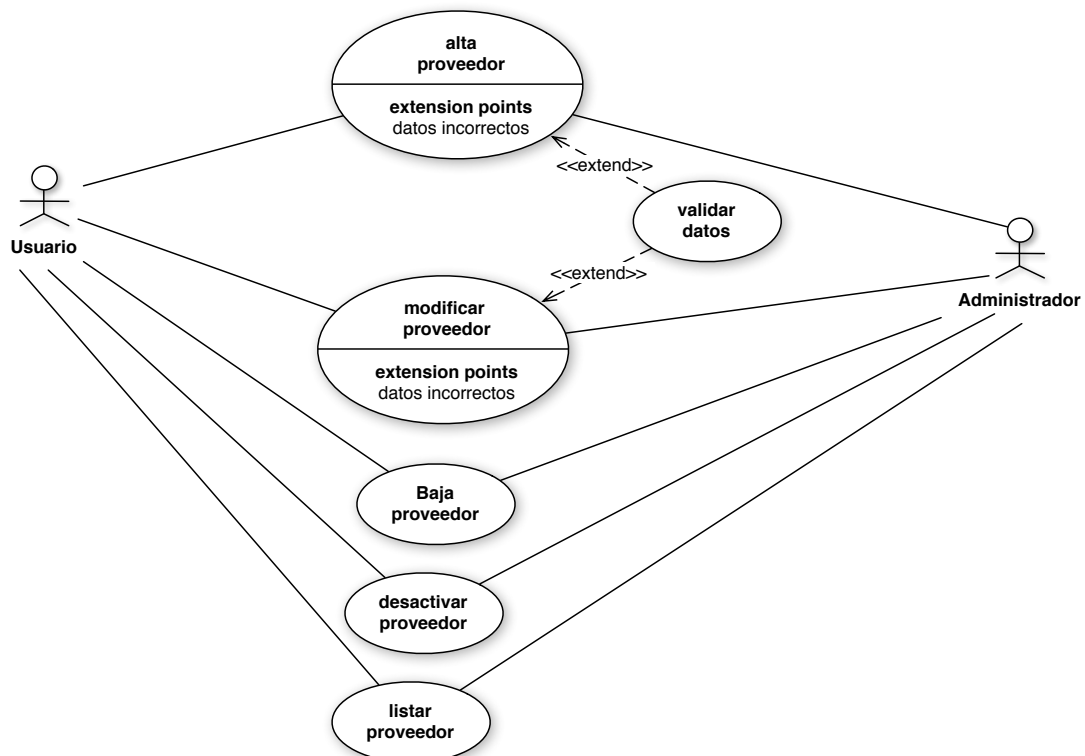 alta
proveedor
extension points
datos incorrectos
<<extend>>
validar
datos
Usuario
<<extend>>
Administrador
modificar
proveedor
extension points
datos incorrectos
Baja
proveedor
desactivar
proveedor
listar
proveedor